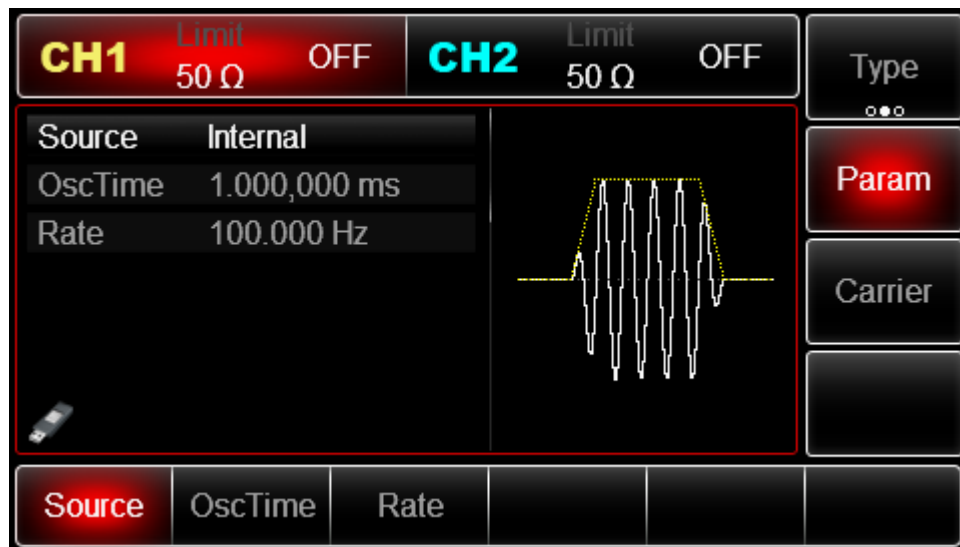 CH1 Limit 50 Ω OFF
CH2 Limit 50 Ω OFF
Type
Source Internal
OscTime 1.000,000 ms
Rate 100.000 Hz
Param
Carrier
Source OscTime Rate